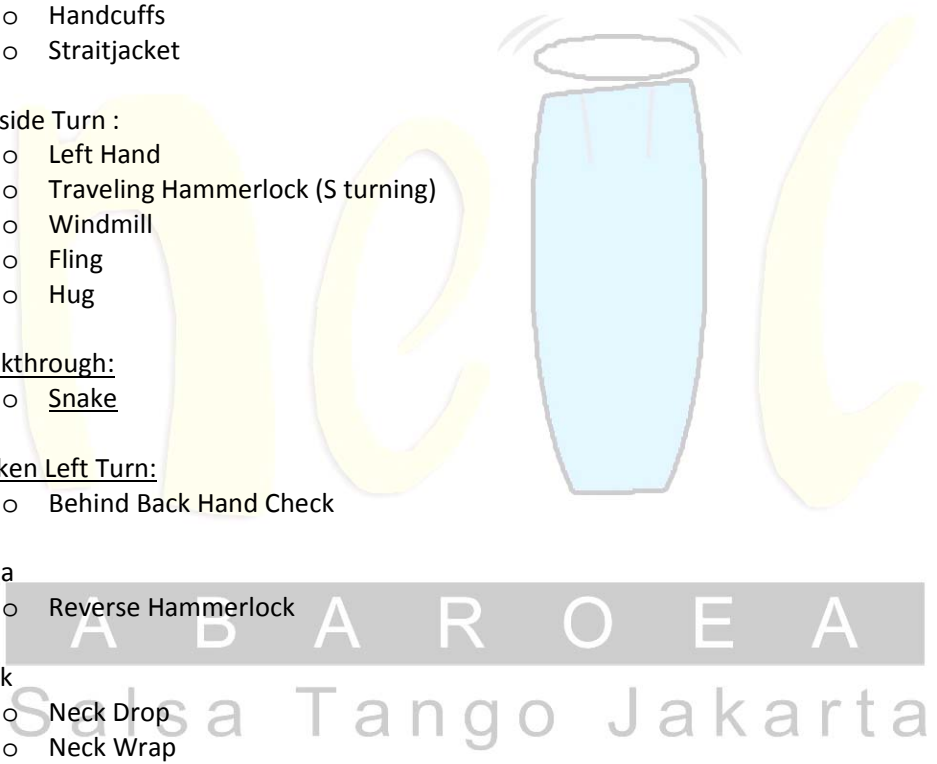 o Handcuffs
o Straitjacket
side Turn :
o Left Hand
o Traveling Hammerlock (S turning)
o Windmill
o Fling
o Hug
kthrough:
o Snake
ken Left Turn:
o Behind Back Hand Check
a
o Reverse Hammerlock
A B A R O E A
k
o Neck Drop
Salsa Tango Jakarta
o Neck Wrap